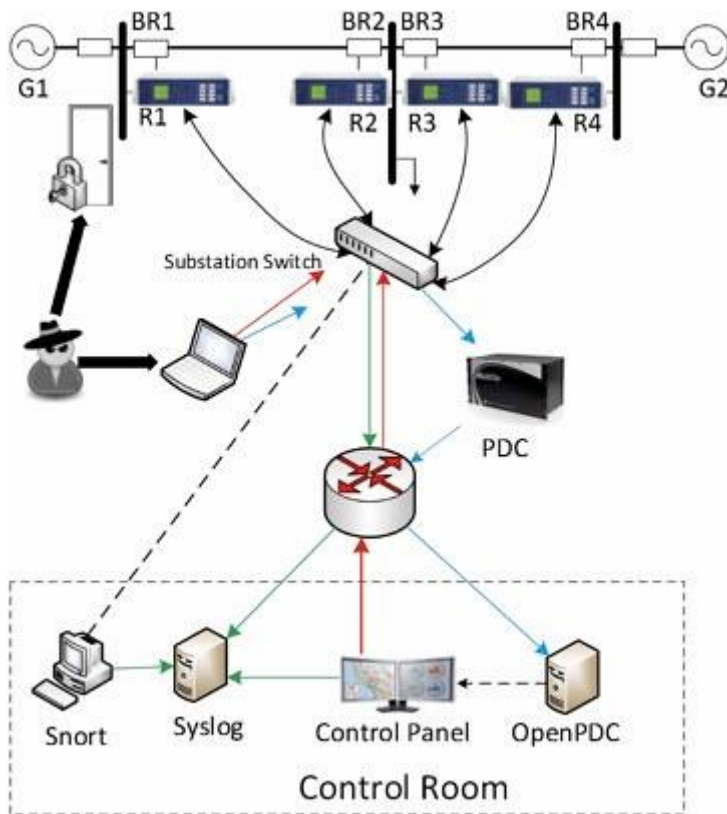 BR1 BR2 BR3 BR4
G1 G2
R1 R2 R3 R4
Substation Switch
PDC
Snort Syslog Control Panel OpenPDC
Control Room